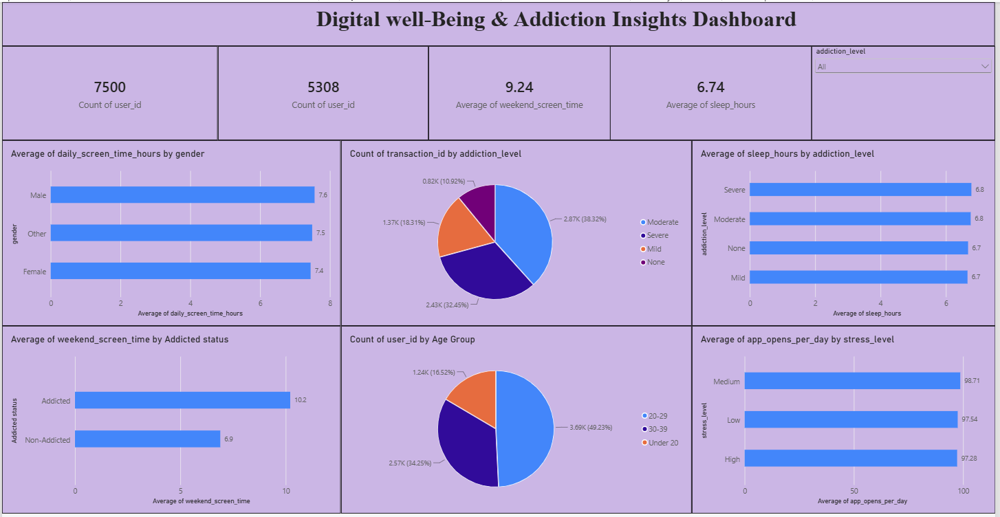 Digital well-Being & Addiction Insights Dashboard
7500
Count of user_id
5308
Count of user_id
9.24
Average of weekend_screen_time
6.74
Average of sleep_hours
addiction_level
All
Average of daily_screen_time_hours by gender
gender
Male
7.6
Other
7.5
Female
7.4
0 2 4 6 8
Average of daily_screen_time_hours
Count of transaction_id by addiction_level
0.82K (10.92%)
1.37K (18.31%)
2.87K (38.32%)
2.43K (32.45%)
Moderate
Severe
Mild
None
Average of sleep_hours by addiction_level
addiction_level
Severe
6.8
Moderate
6.8
None
6.7
Mild
6.7
0 2 4 6
Average of sleep_hours
Average of weekend_screen_time by Addicted status
Addicted status
Addicted
10.2
Non-Addicted
6.9
0 5 10
Average of weekend_screen_time
Count of user_id by Age Group
1.24K (16.52%)
3.69K (49.23%)
2.57K (34.25%)
20-29
30-39
Under 20
Average of app_opens_per_day by stress_level
stress_level
Medium
98.71
Low
97.54
High
97.28
0 50 100
Average of app_opens_per_day